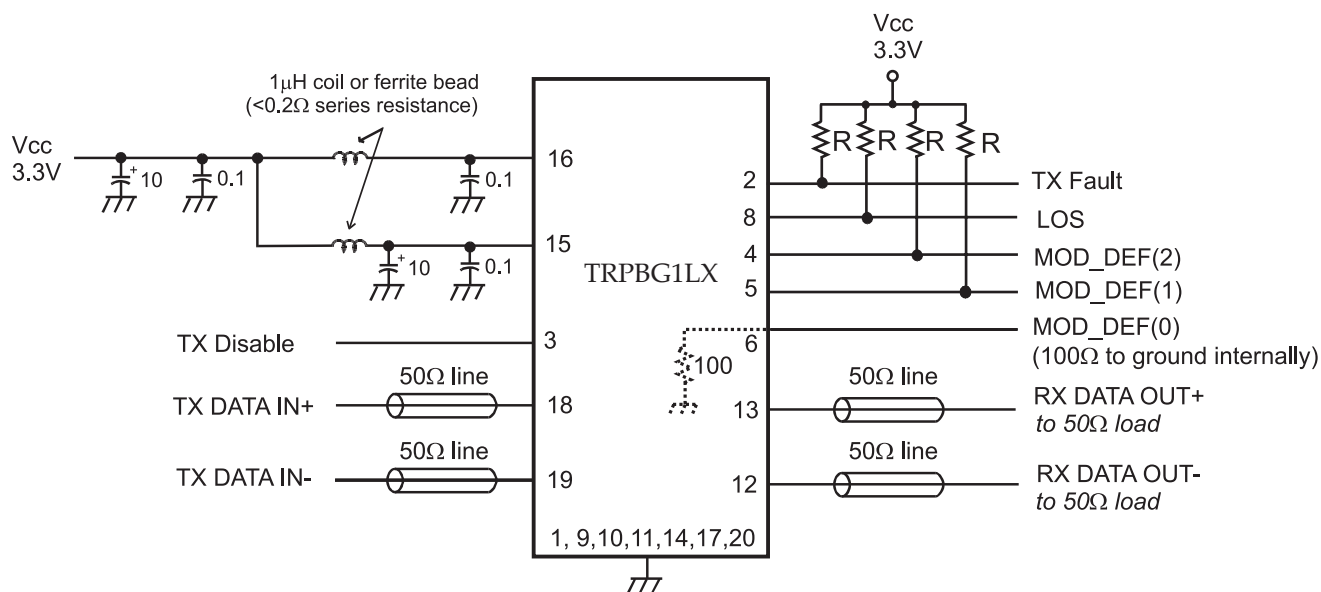 1μH coil or ferrite bead
(<0.2Ω series resistance)
Vcc
3.3V
+
10
0.1
0.1
+
10
0.1
16
15
TX Disable
3
50Ω line
TX DATA IN+
18
50Ω line
TX DATA IN-
19
TRPBG1LX
1, 9,10,11,14,17,20
Vcc
3.3V
R
R
R
R
2
TX Fault
8
LOS
4
MOD_DEF(2)
5
MOD_DEF(1)
6
MOD_DEF(0)
(100Ω to ground internally)
100
50Ω line
13
RX DATA OUT+
to 50Ω load
50Ω line
12
RX DATA OUT-
to 50Ω load